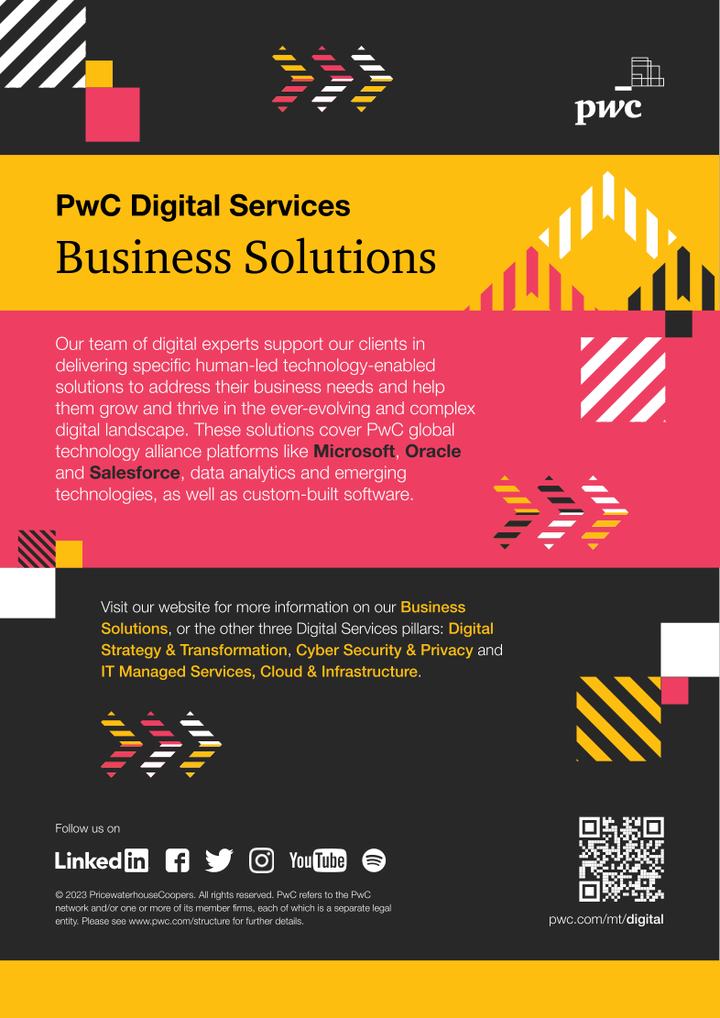 pwc
PwC Digital Services
Business Solutions
Our team of digital experts support our clients in
delivering specific human-led technology-enabled
solutions to address their business needs and help
them grow and thrive in the ever-evolving and complex
digital landscape. These solutions cover PwC global
technology alliance platforms like Microsoft, Oracle
and Salesforce, data analytics and emerging
technologies, as well as custom-built software.
Visit our website for more information on our Business
Solutions, or the other three Digital Services pillars: Digital
Strategy & Transformation, Cyber Security & Privacy and
IT Managed Services, Cloud & Infrastructure.
Follow us on
Linked in
YouTube
© 2023 PricewaterhouseCoopers. All rights reserved. PwC refers to the PwC
network and/or one or more of its member firms, each of which is a separate legal
entity. Please see www.pwc.com/structure for further details.
pwc.com/mt/digital